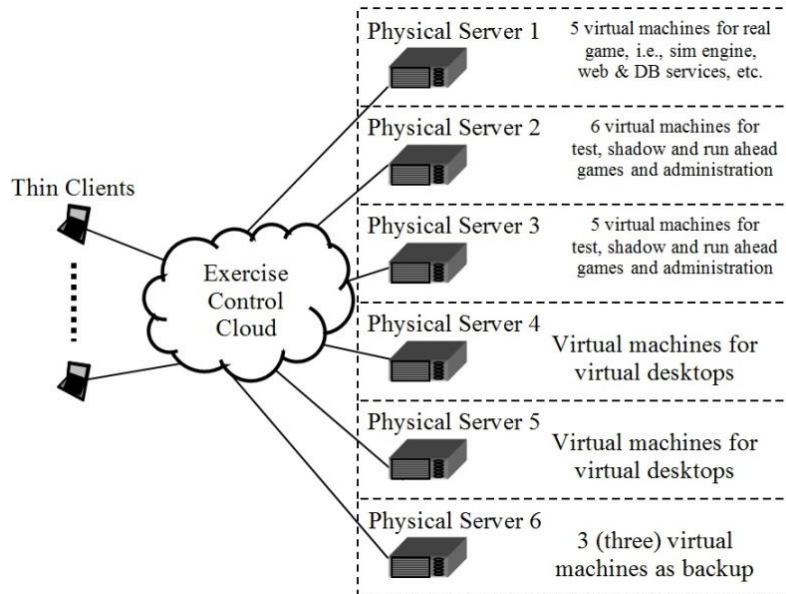 Physical Server 1
5 virtual machines for real
game, i.e., sim engine,
web & DB services, etc.
Physical Server 2
6 virtual machines for
test, shadow and run ahead
games and administration
Thin Clients
Physical Server 3
5 virtual machines for
test, shadow and run ahead
games and administration
Exercise
Control
Cloud
Physical Server 4
Virtual machines for
virtual desktops
Physical Server 5
Virtual machines for
virtual desktops
Physical Server 6
3 (three) virtual
machines as backup